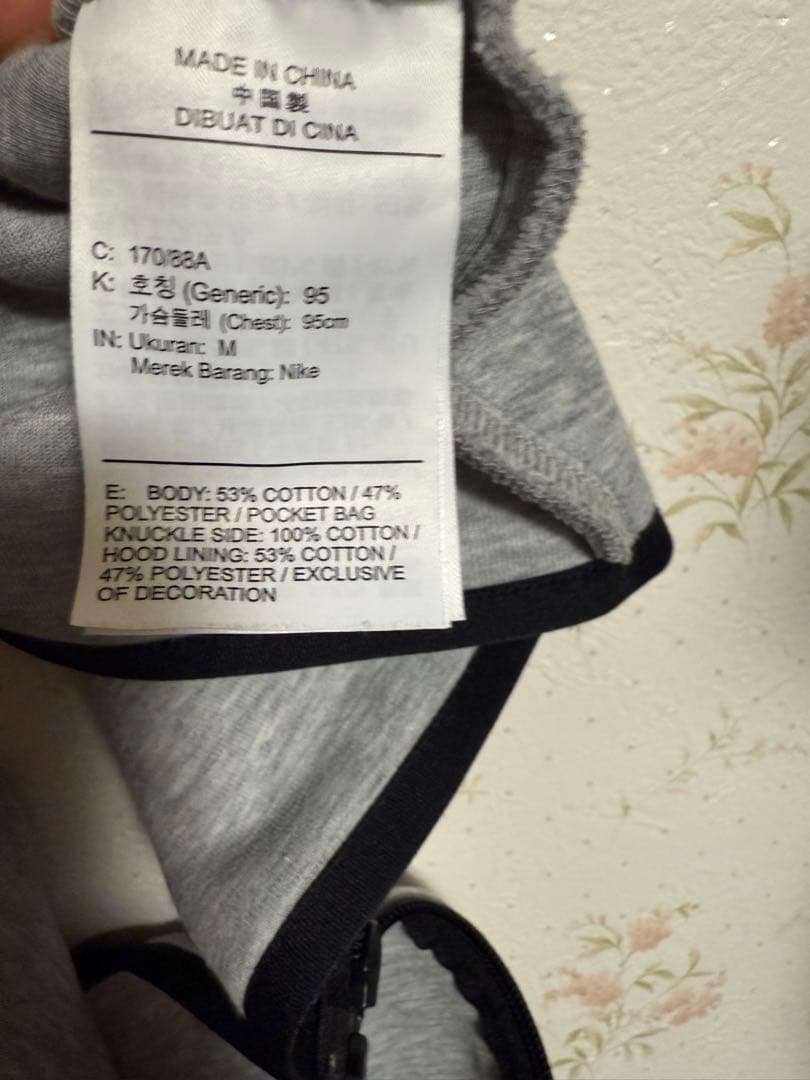 MADE IN CHINA
中国製
DIBUAT DI CINA
C: 170/88A
K: 호칭 (Generic): 95
가슴둘레 (Chest): 95cm
IN: Ukuran: M
Merek Barang: Nike
E: BODY: 53% COTTON / 47%
POLYESTER / POCKET BAG
KNUCKLE SIDE: 100% COTTON /
HOOD LINING: 53% COTTON /
47% POLYESTER / EXCLUSIVE
OF DECORATION